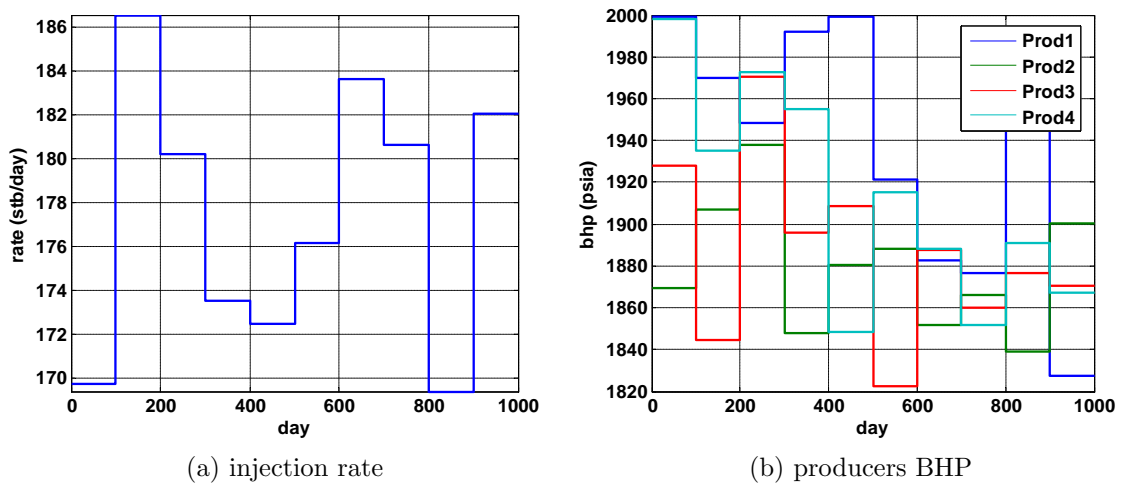 186
184
182
180
178
176
174
172
170
rate (stb/day)
0 200 400 600 800 1000
day
(a) injection rate
2000
1980
1960
1940
1920
1900
1880
1860
1840
1820
bhp (psia)
Prod1
Prod2
Prod3
Prod4
0 200 400 600 800 1000
day
(b) producers BHP